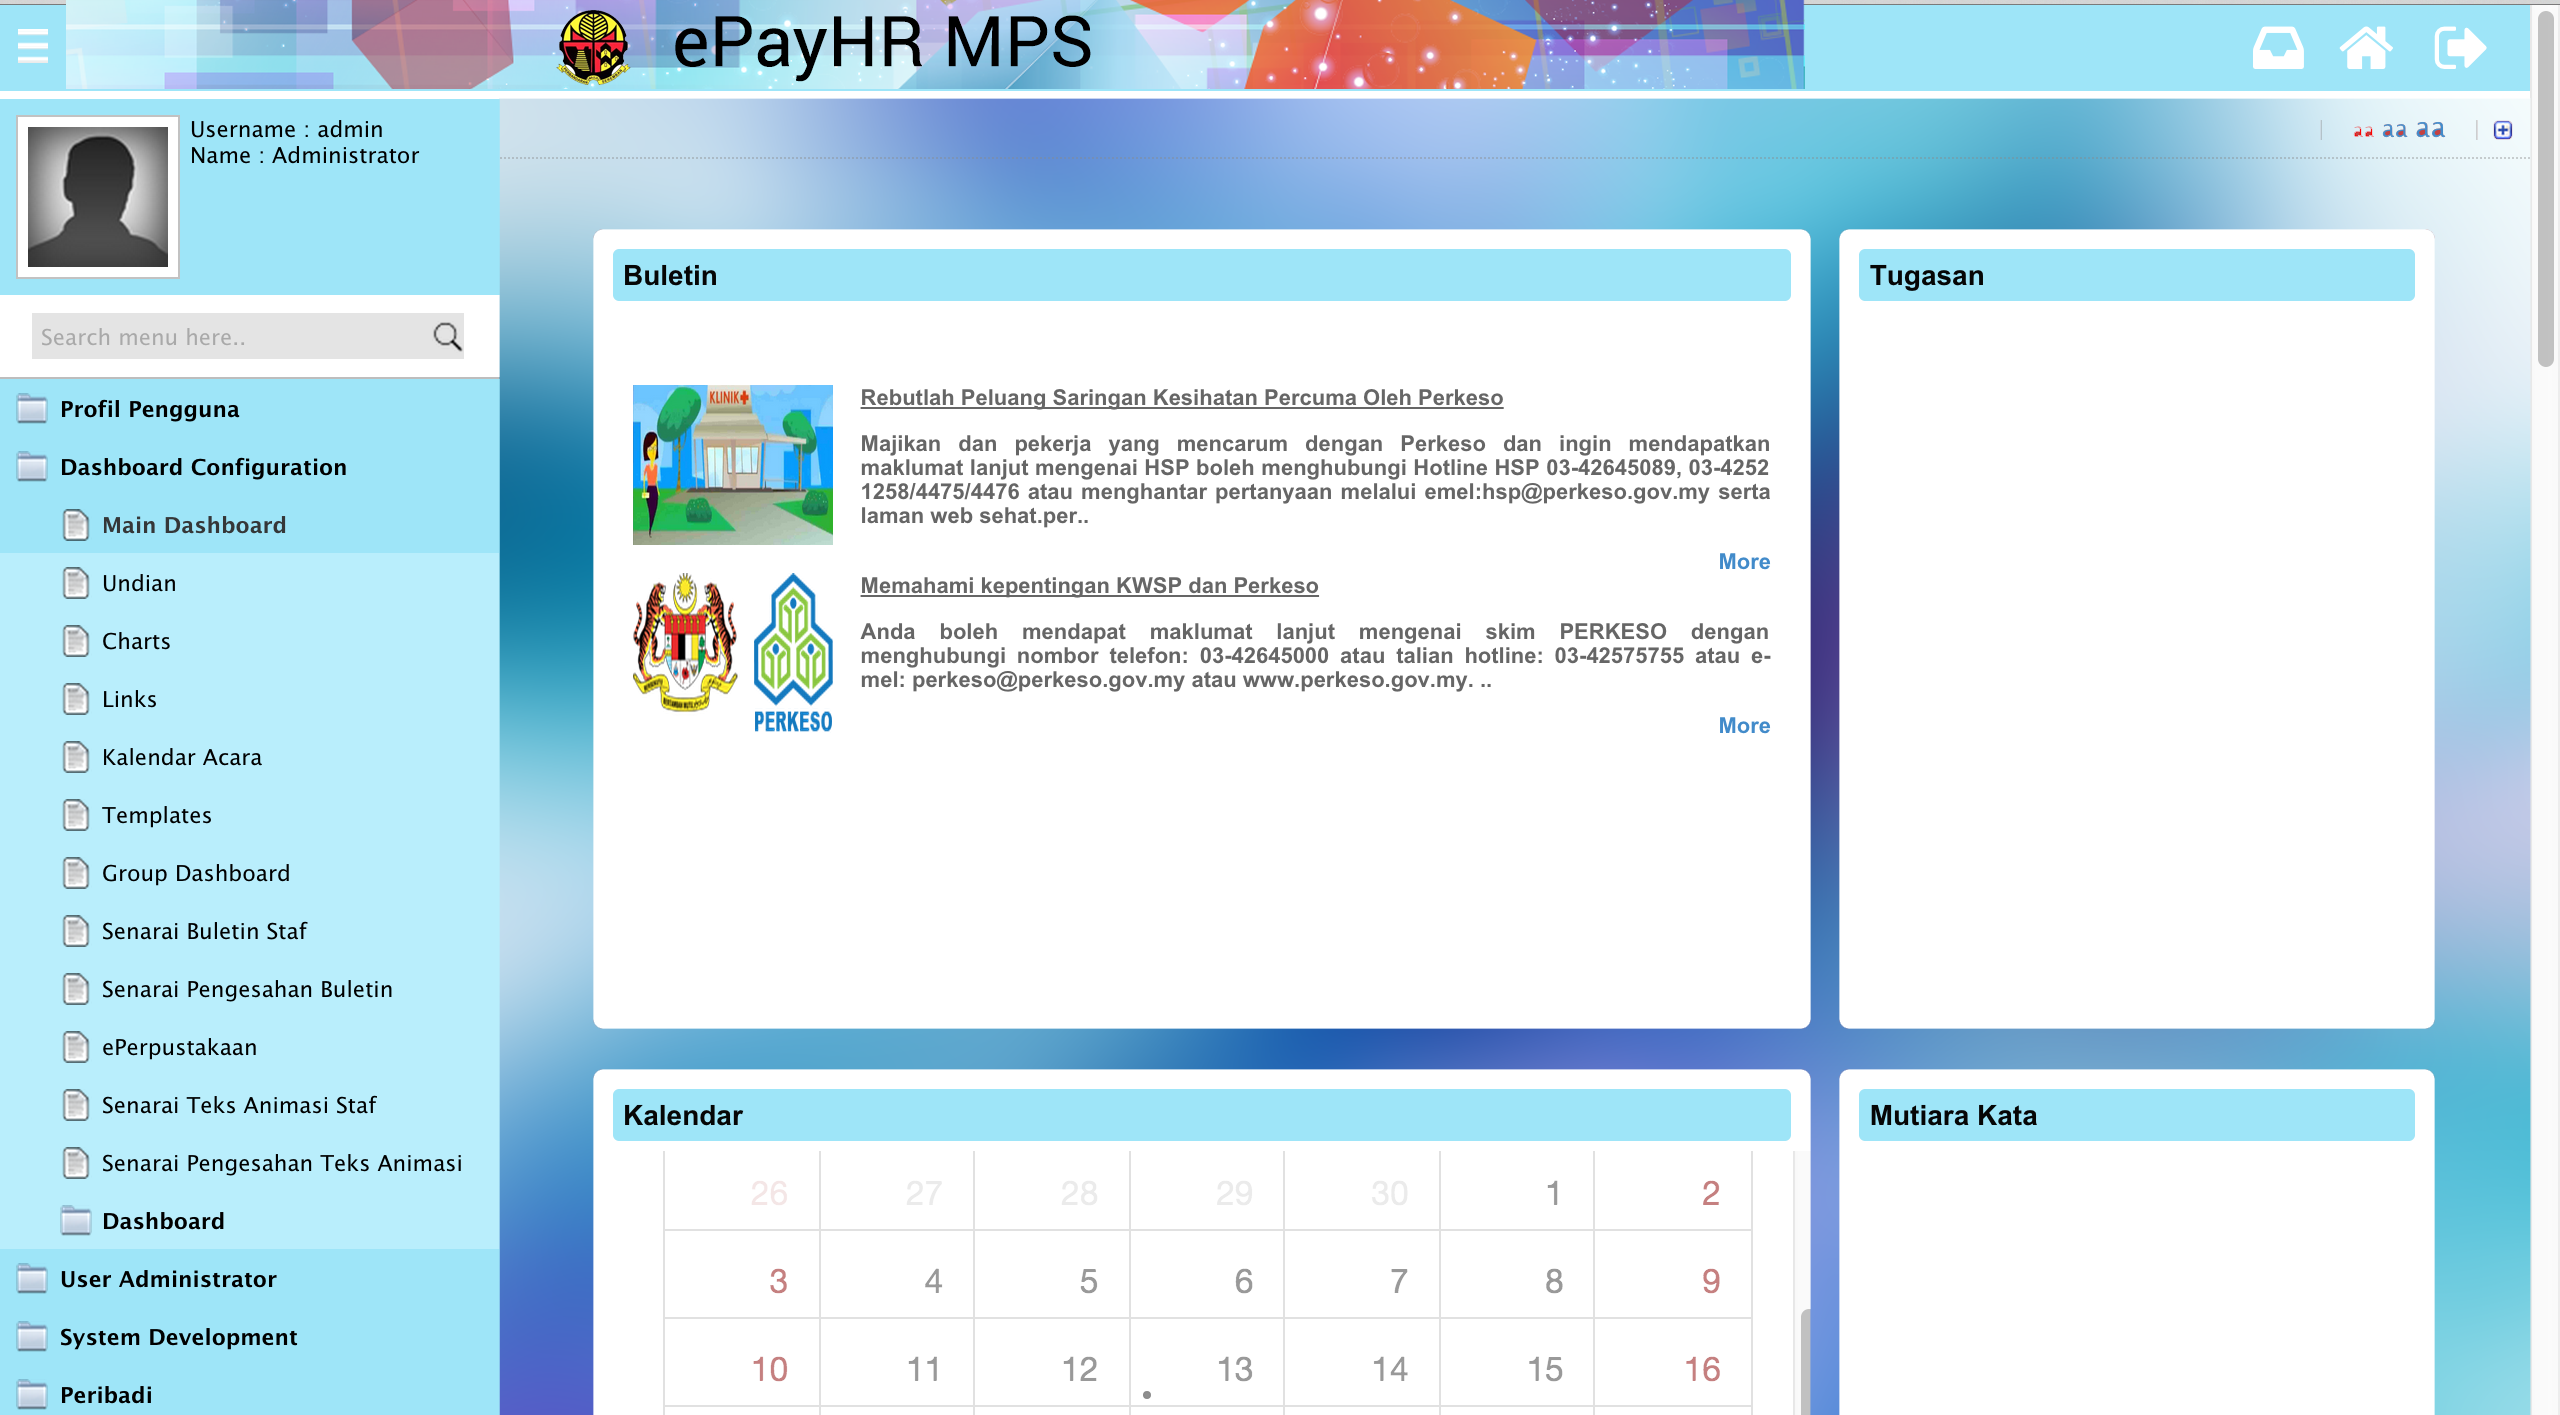 ePayHR MPS
Username : admin
Name : Administrator
aa aa aa
Search menu here..
Profil Pengguna
Dashboard Configuration
Main Dashboard
Undian
Charts
Links
Kalendar Acara
Templates
Group Dashboard
Senarai Buletin Staf
Senarai Pengesahan Buletin
ePerpustakaan
Senarai Teks Animasi Staf
Senarai Pengesahan Teks Animasi
Dashboard
User Administrator
System Development
Peribadi
Buletin
KLINIK
Rebutlah Peluang Saringan Kesihatan Percuma Oleh Perkeso
Majikan dan pekerja yang mencarum dengan Perkeso dan ingin mendapatkan
maklumat lanjut mengenai HSP boleh menghubungi Hotline HSP 03-42645089, 03-4252
1258/4475/4476 atau menghantar pertanyaan melalui emel:hsp@perkeso.gov.my serta
laman web sehat.per..
More
PERKESO
Memahami kepentingan KWSP dan Perkeso
Anda boleh mendapat maklumat lanjut mengenai skim PERKESO dengan
menghubungi nombor telefon: 03-42645000 atau talian hotline: 03-42575755 atau e-
mel: perkeso@perkeso.gov.my atau www.perkeso.gov.my. ..
More
Tugasan
Kalendar
26 27 28 29 30 1 2
3 4 5 6 7 8 9
10 11 12 13 14 15 16
Mutiara Kata